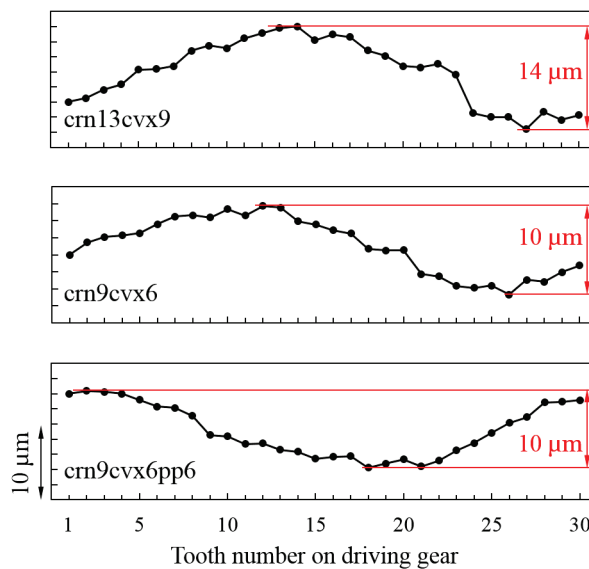 14 µm
crn13cvx9
10 µm
crn9cvx6
10 µm
10 µm
crn9cvx6pp6
1 5 10 15 20 25 30
Tooth number on driving gear